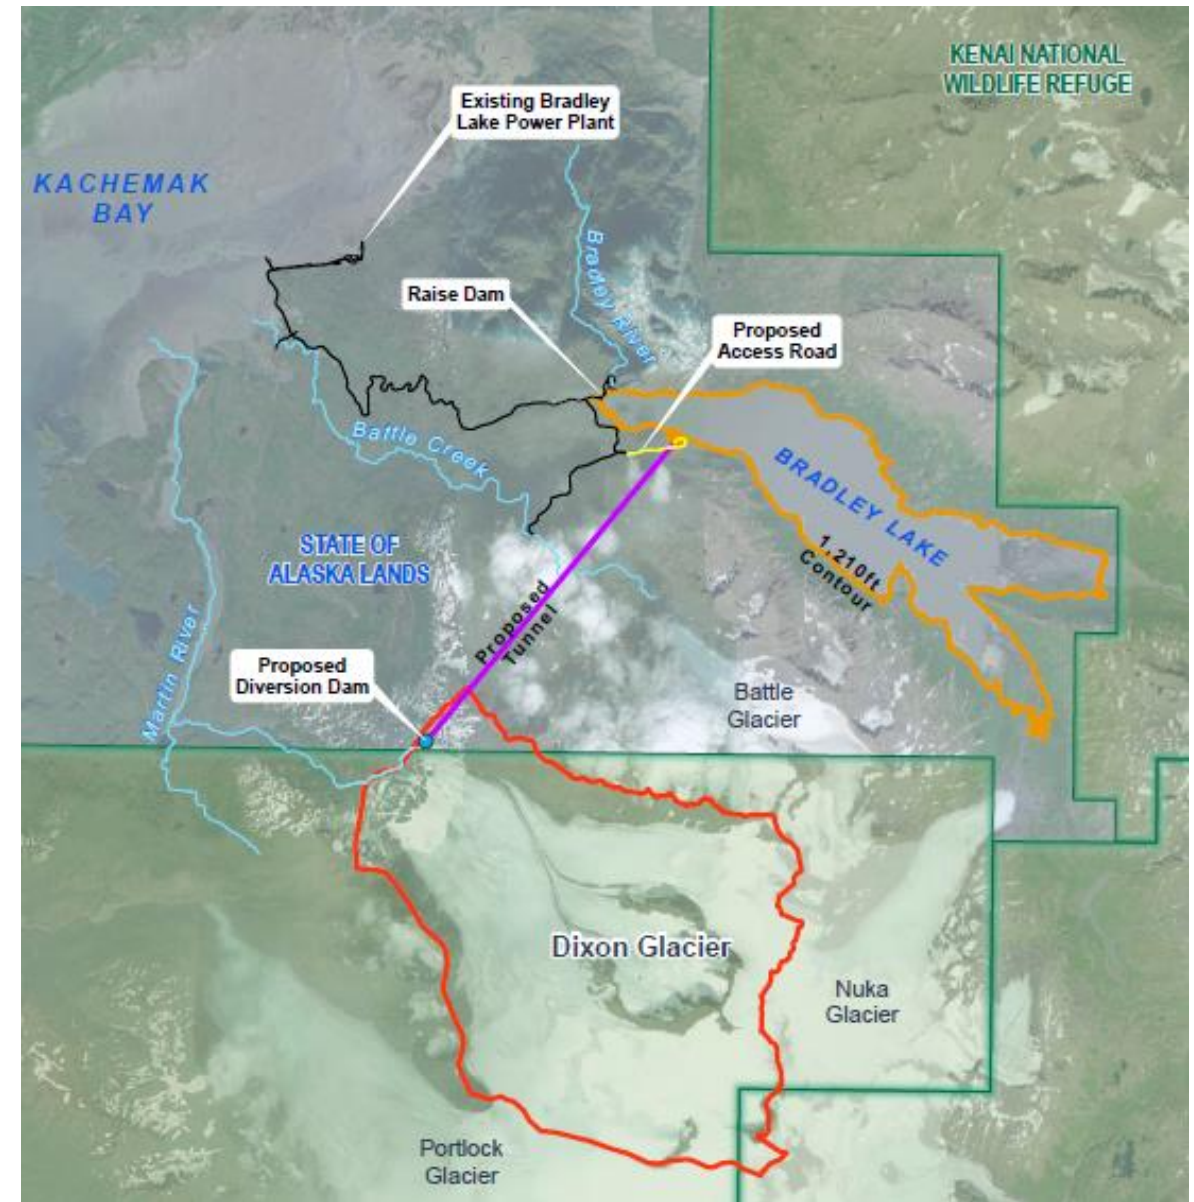 KENAI NATIONAL
WILDLIFE REFUGE
Existing Bradley
Lake Power Plant
KACHEMAK
BAY
Bradley River
Raise Dam
Proposed
Access Road
Battle Creek
BRADLEY LAKE
1,210ft
Contour
STATE OF
ALASKA LANDS
Proposed
Tunnel
Martin River
Proposed
Diversion Dam
Battle
Glacier
Dixon Glacier
Nuka
Glacier
Portlock
Glacier